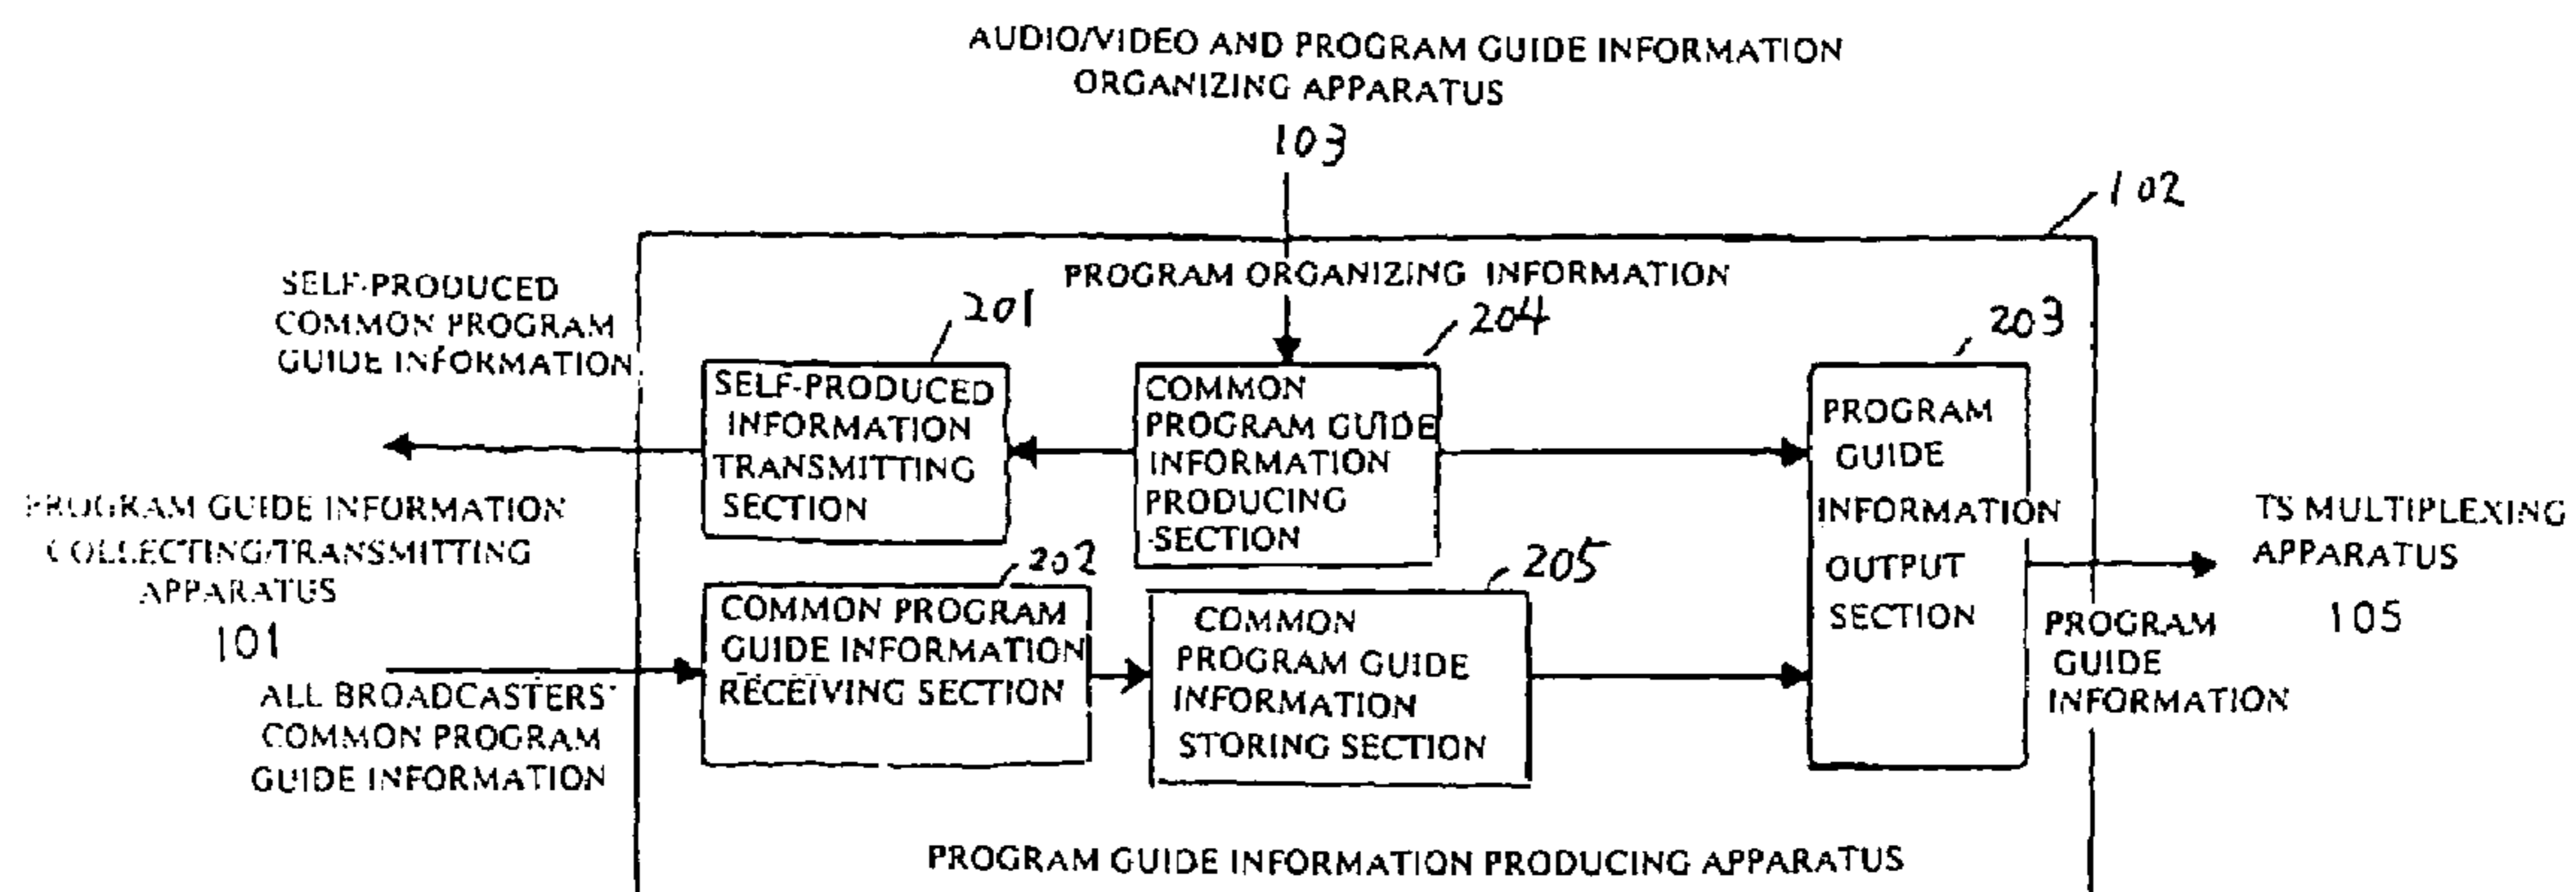 AUDIO/VIDEO AND PROGRAM GUIDE INFORMATION
ORGANIZING APPARATUS
103
102
PROGRAM ORGANIZING INFORMATION
SELF-PRODUCED
COMMON PROGRAM
GUIDE INFORMATION
201
204
203
SELF-PRODUCED
INFORMATION
TRANSMITTING
SECTION
COMMON
PROGRAM GUIDE
INFORMATION
PRODUCING
SECTION
PROGRAM
GUIDE
INFORMATION
OUTPUT
SECTION
PROGRAM GUIDE INFORMATION
COLLECTING/TRANSMITTING
APPARATUS
101
TS MULTIPLEXING
APPARATUS
105
202
205
COMMON PROGRAM
GUIDE INFORMATION
RECEIVING SECTION
COMMON
PROGRAM GUIDE
INFORMATION
STORING SECTION
PROGRAM
GUIDE
INFORMATION
ALL BROADCASTERS'
COMMON PROGRAM
GUIDE INFORMATION
PROGRAM GUIDE INFORMATION PRODUCING APPARATUS